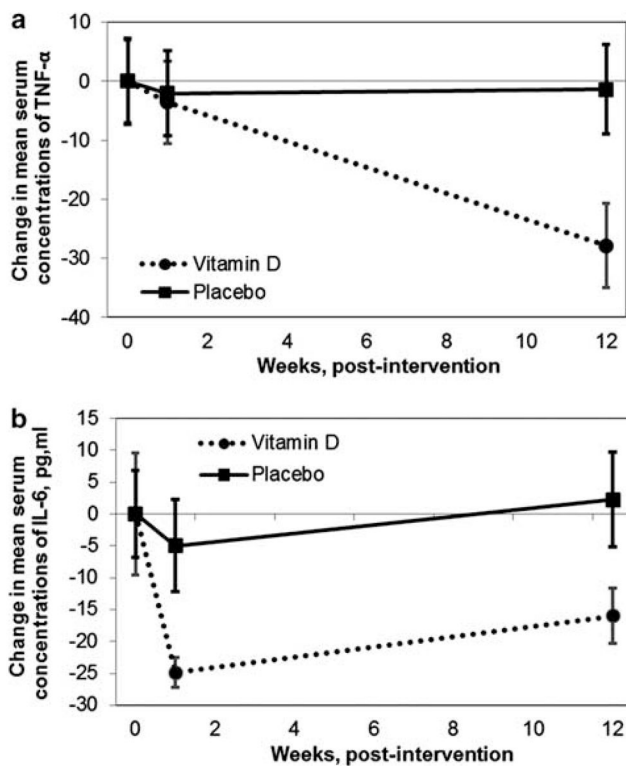 a
Change in mean serum
concentrations of TNF-α
10
0
-10
-20
-30
-40
Vitamin D
Placebo
0 2 4 6 8 10 12
Weeks, post-intervention
b
Change in mean serum
concentrations of IL-6, pg,ml
15
10
5
0
-5
-10
-15
-20
-25
-30
Vitamin D
Placebo
0 2 4 6 8 10 12
Weeks, post-intervention